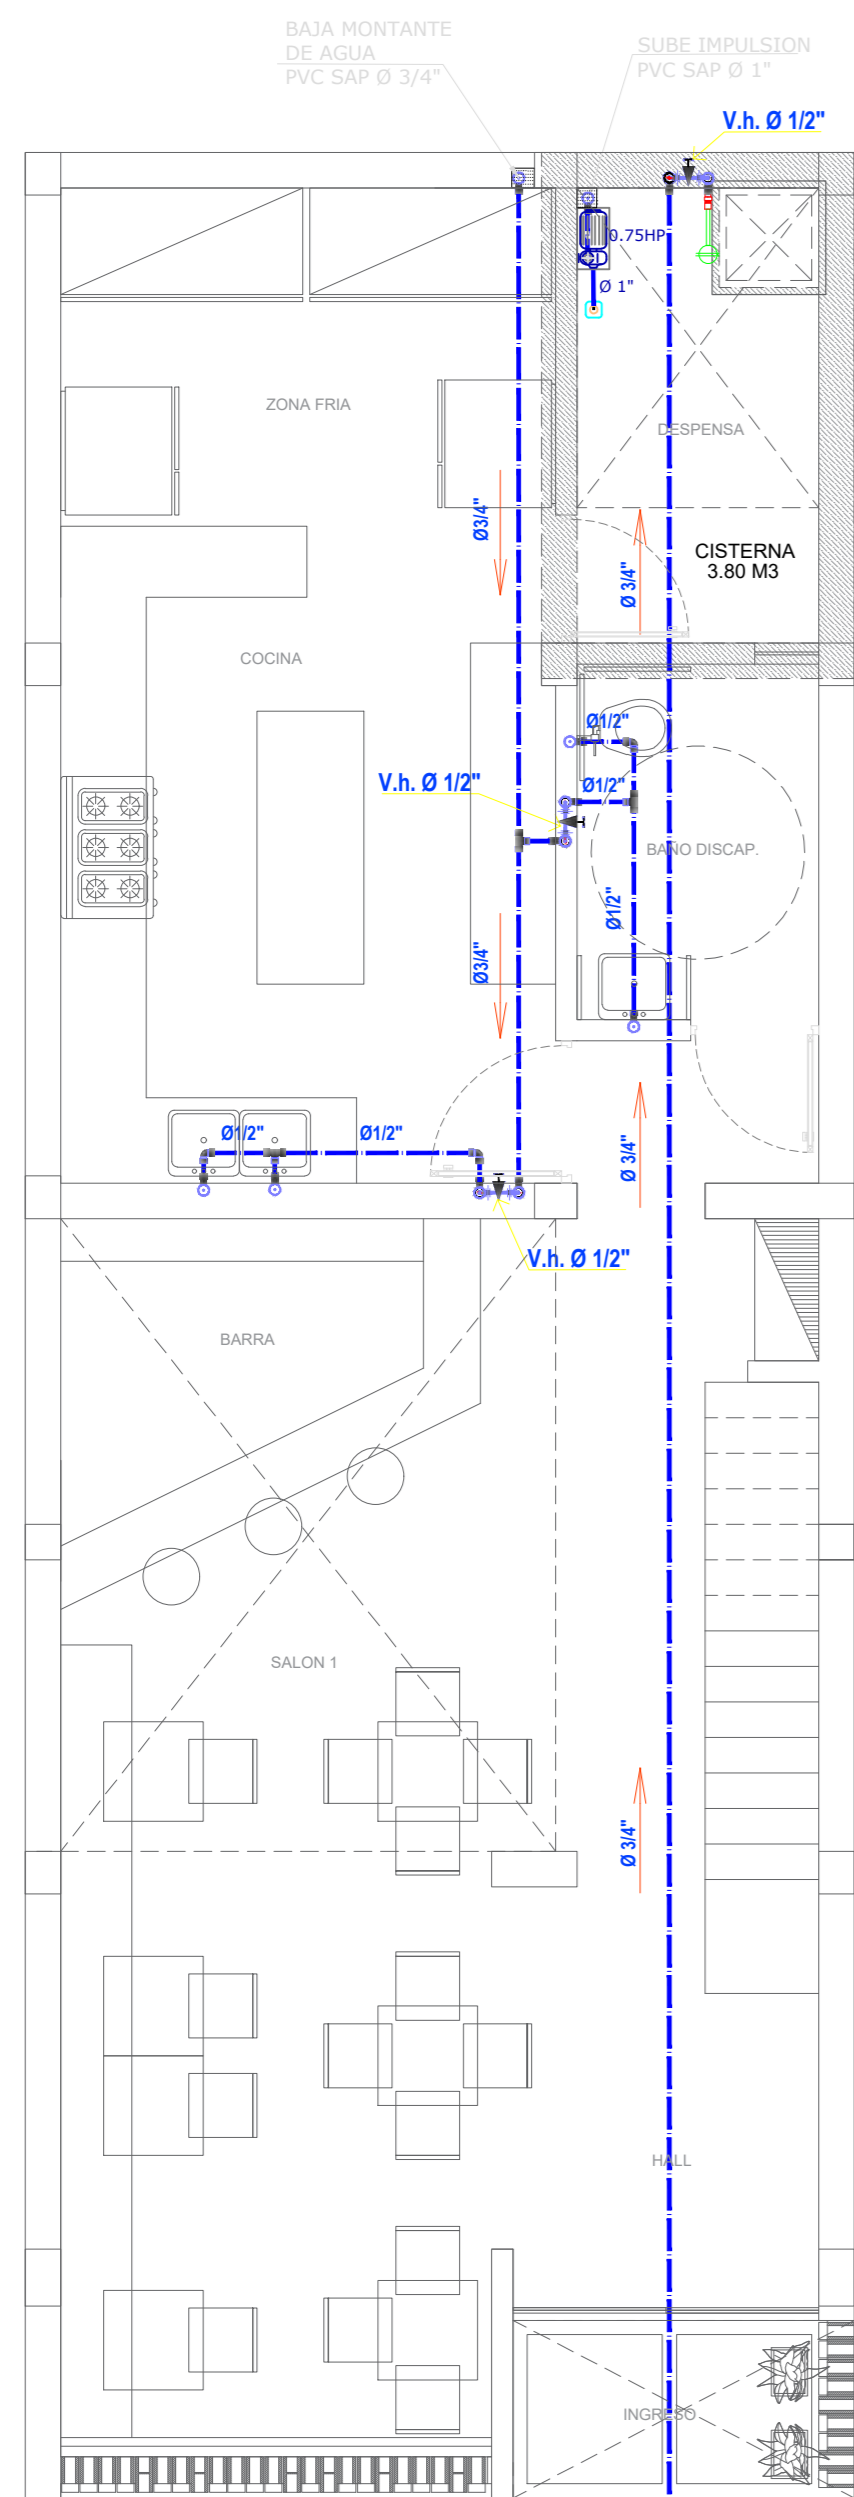 BAJA MONTANTE
DE AGUA
PVC SAP Ø 3/4"
SUBE IMPULSION
PVC SAP Ø 1"
V.h. Ø 1/2"
0.75HP
Ø 1"
ZONA FRIA
DESPENSA
Ø3/4"
CISTERNA
3.80 M3
Ø 3/4"
COCINA
Ø1/2"
V.h. Ø 1/2"
Ø1/2"
BAÑO DISCAP.
Ø1/2"
Ø3/4"
Ø1/2"
Ø1/2"
Ø 3/4"
V.h. Ø 1/2"
BARRA
SALON 1
Ø 3/4"
HALL
INGRESO